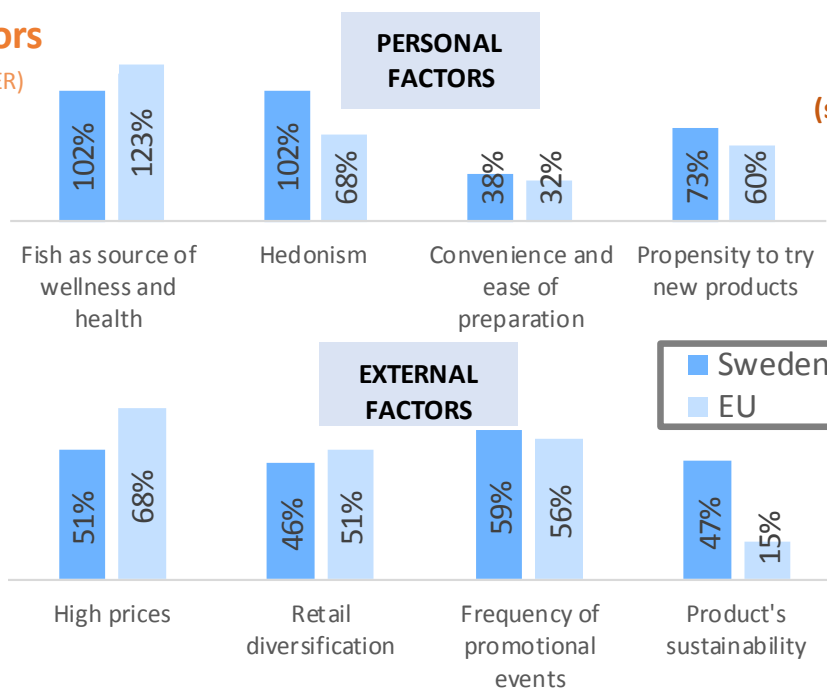 ors
ER)
PERSONAL
FACTORS
(s
102% 123% 102% 68% 38% 32% 73% 60%
Fish as source of
wellness and
health
Hedonism
Convenience and
ease of
preparation
Propensity to try
new products
EXTERNAL
FACTORS
Sweden
EU
51% 68% 46% 51% 59% 56% 47% 15%
High prices
Retail
diversification
Frequency of
promotional
events
Product's
sustainability